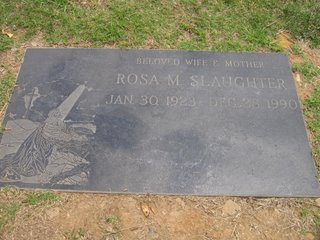 BELOVED WIFE & MOTHER
ROSA M. SLAUGHTER
JAN. 30, 1923 - DEC. 28, 1990